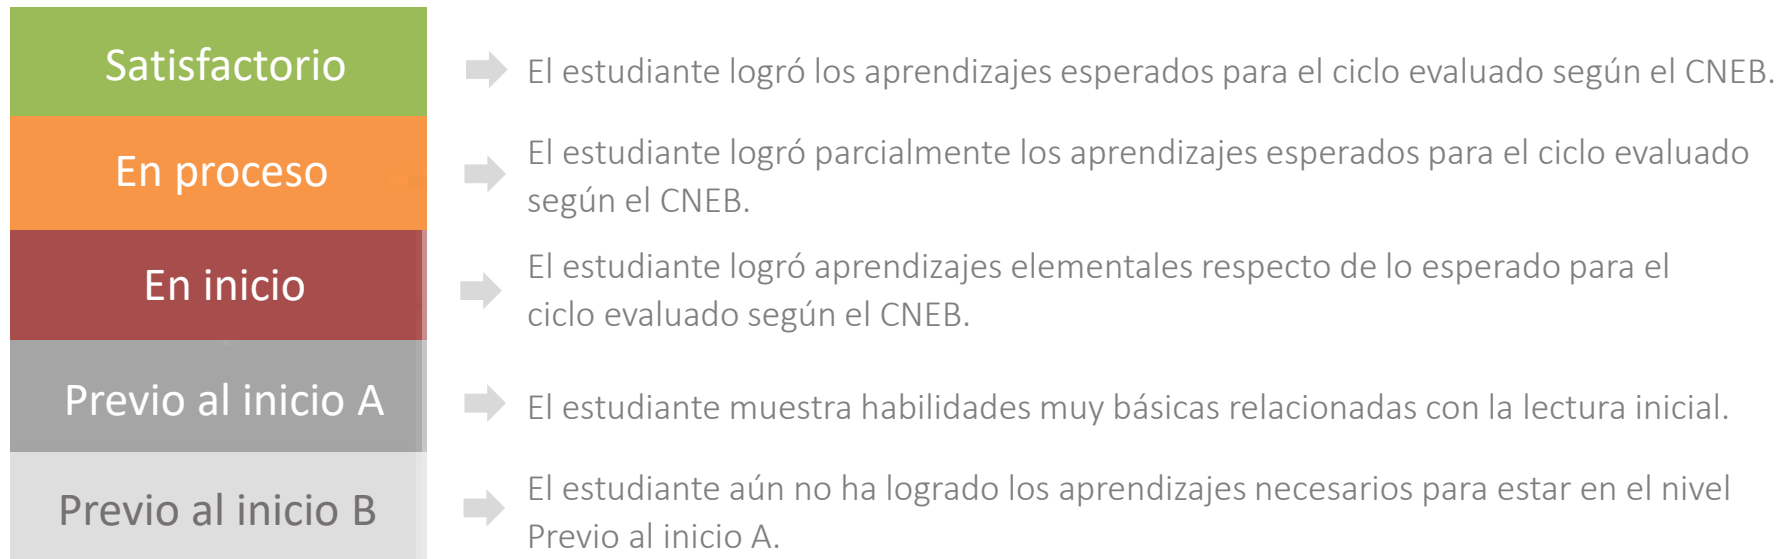 Satisfactorio
El estudiante logró los aprendizajes esperados para el ciclo evaluado según el CNEB.
En proceso
El estudiante logró parcialmente los aprendizajes esperados para el ciclo evaluado
según el CNEB.
En inicio
El estudiante logró aprendizajes elementales respecto de lo esperado para el
ciclo evaluado según el CNEB.
Previo al inicio A
El estudiante muestra habilidades muy básicas relacionadas con la lectura inicial.
Previo al inicio B
El estudiante aún no ha logrado los aprendizajes necesarios para estar en el nivel
Previo al inicio A.